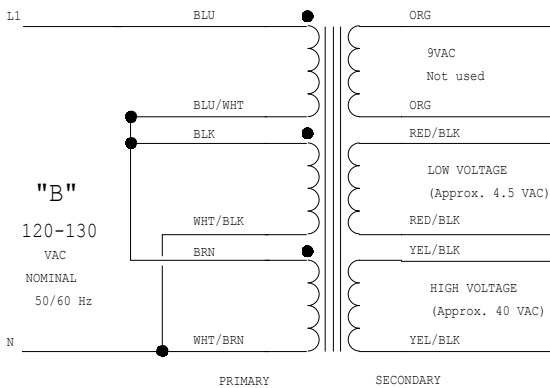 L1
BLU
ORG
9VAC
Not used
BLU/WHT
ORG
BLK
RED/BLK
"B"
120-130
VAC
NOMINAL
50/60 Hz
LOW VOLTAGE
(Approx. 4.5 VAC)
WHT/BLK
RED/BLK
BRN
YEL/BLK
HIGH VOLTAGE
(Approx. 40 VAC)
N
WHT/BRN
YEL/BLK
PRIMARY
SECONDARY